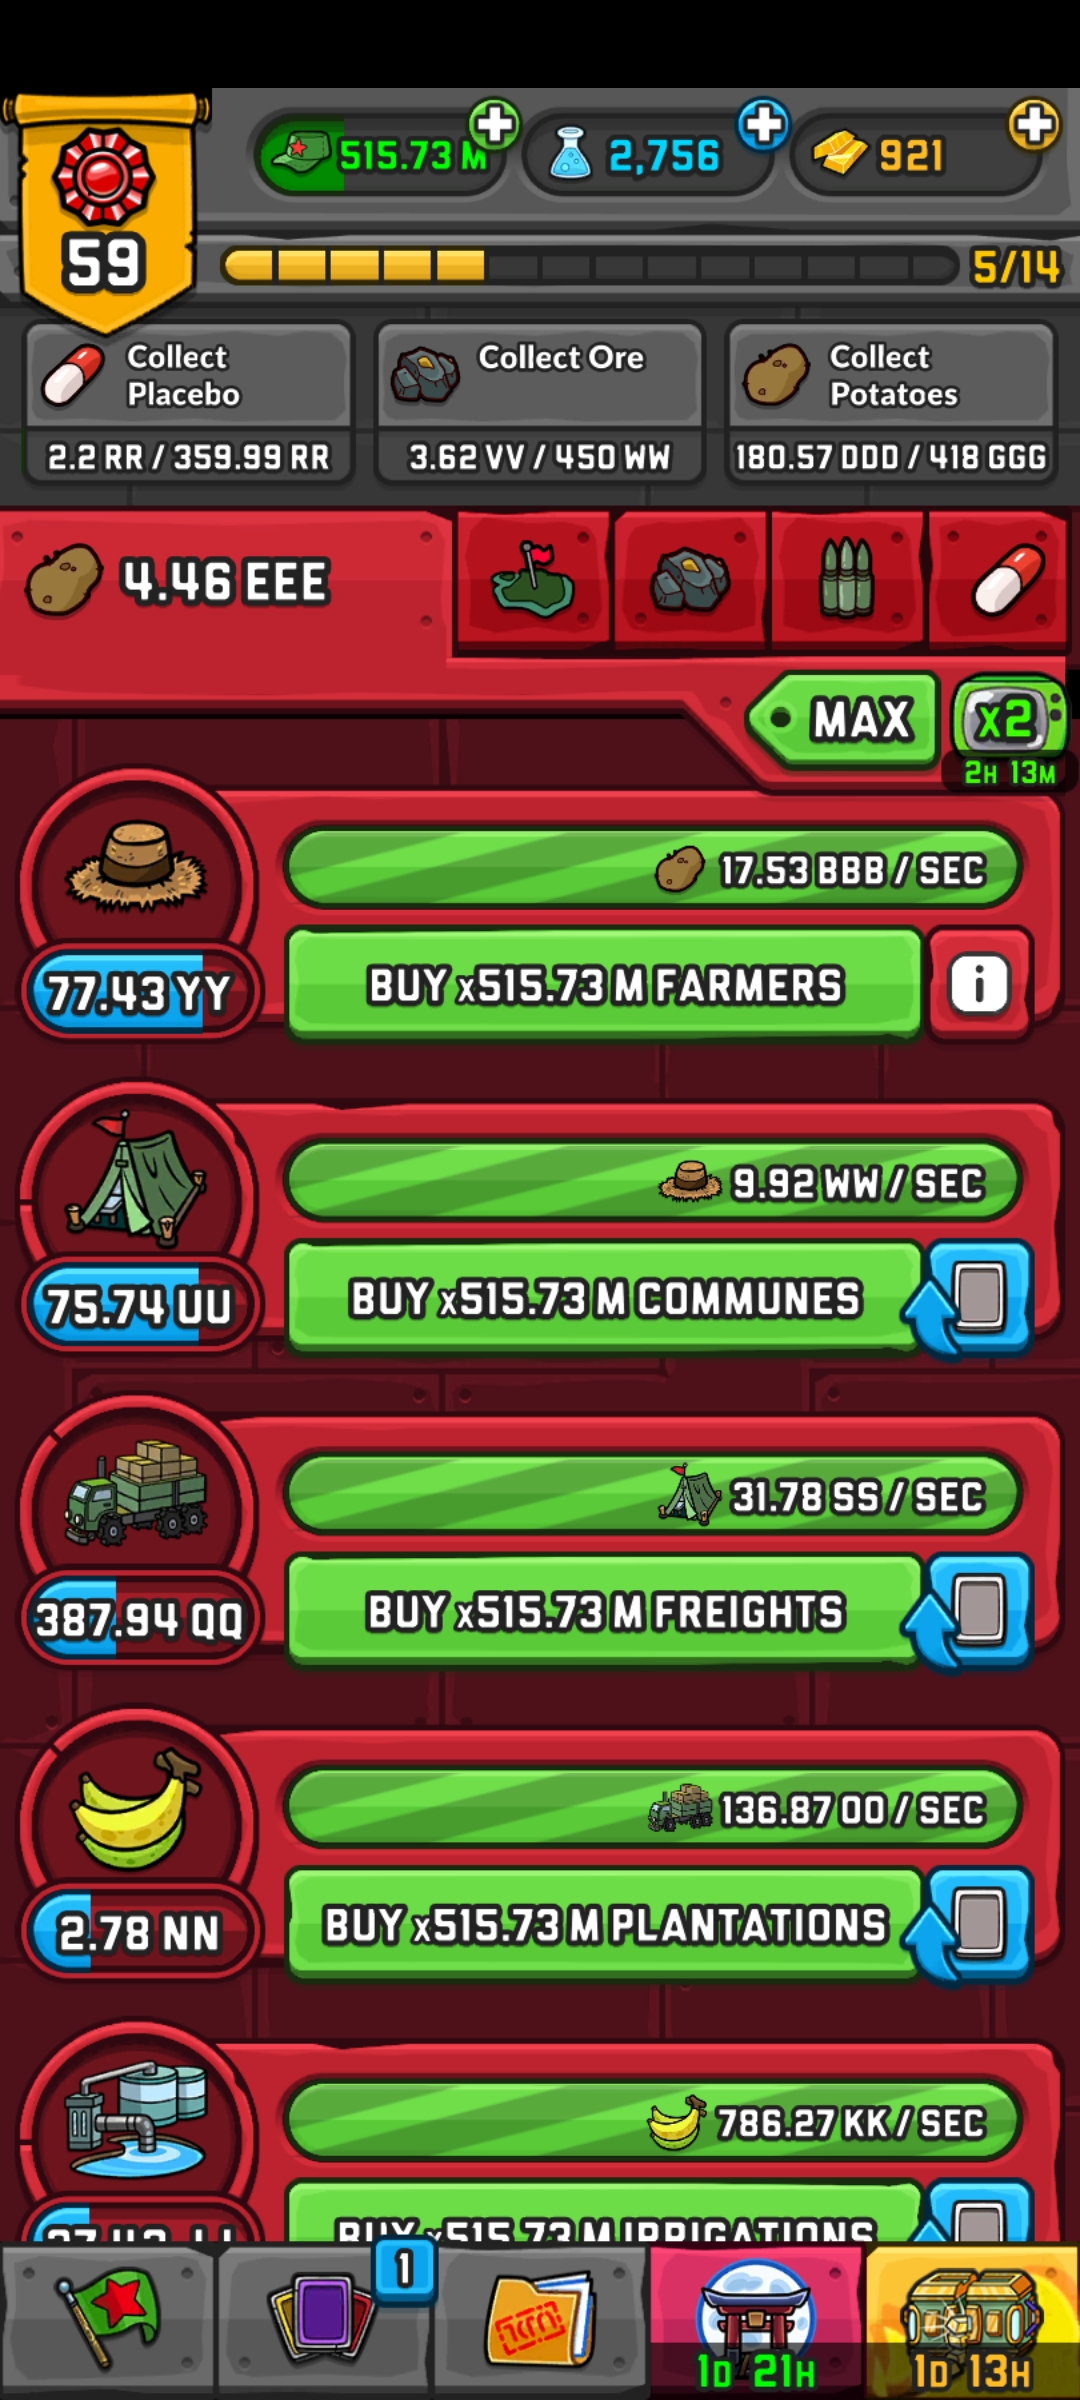 515.73 M
2,756
921
59
5/14
Collect
Placebo
2.2 RR / 359.99 RR
Collect Ore
3.62 VV / 450 WW
Collect
Potatoes
180.57 DDD / 418 GGG
4.46 EEE
MAX
x2
2H 13M
17.53 BBB / SEC
77.43 YY
BUY x515.73 M FARMERS
i
9.92 WW / SEC
75.74 UU
BUY x515.73 M COMMUNES
31.78 SS / SEC
387.94 QQ
BUY x515.73 M FREIGHTS
136.87 OO / SEC
2.78 NN
BUY x515.73 M PLANTATIONS
786.27 KK / SEC
BUY x515.73 M IRRIGATIONS
1
1D 21H
1D 13H